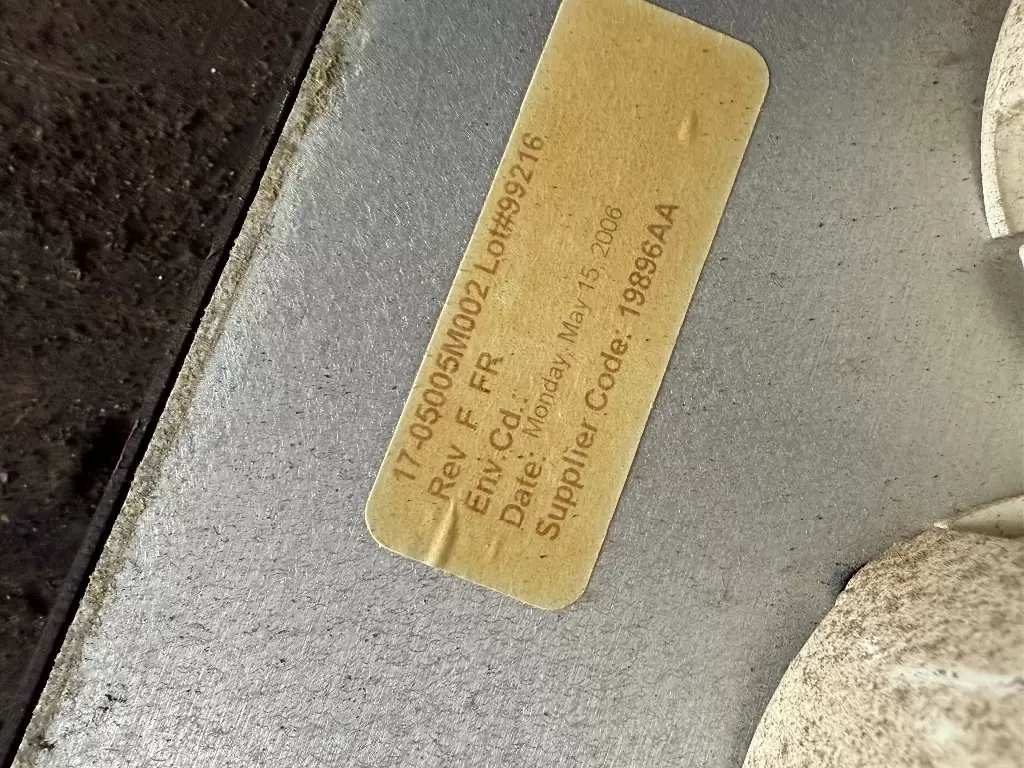 17-05005M002 Lot#99216
Rev F FR
Env.Cd.:
Date: Monday, May 15, 2006
Supplier Code: 19896AA